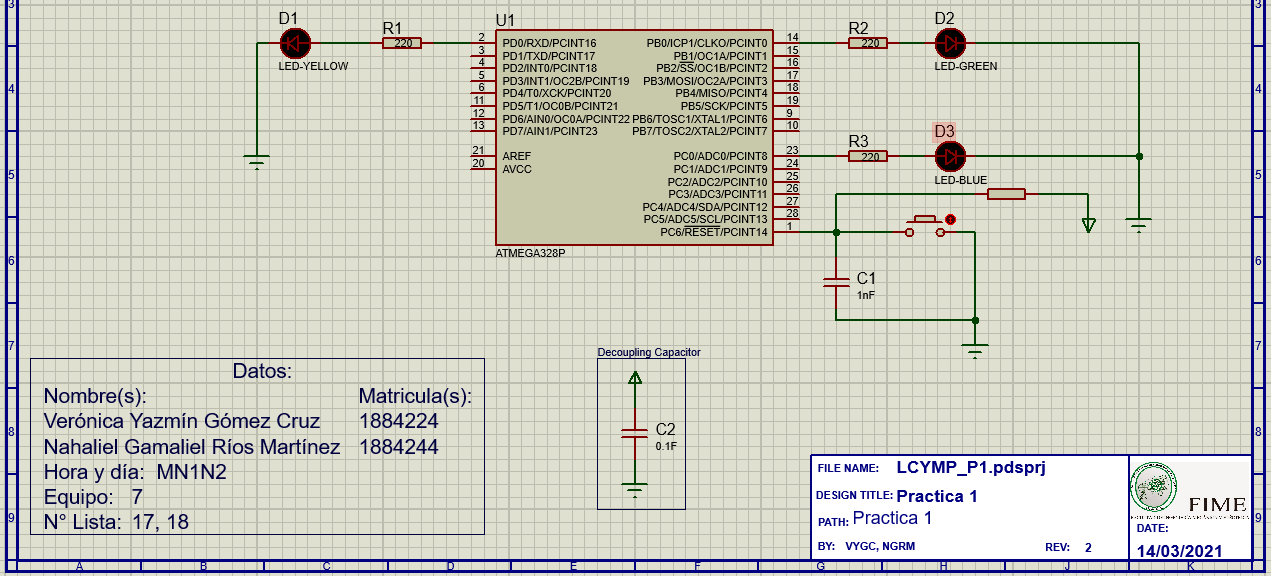 D1
R1
220
LED-YELLOW
U1
2 PD0/RXD/PCINT16
3 PD1/TXD/PCINT17
4 PD2/INT0/PCINT18
5 PD3/INT1/OC2B/PCINT19
6 PD4/T0/XCK/PCINT20
11 PD5/T1/OC0B/PCINT21
12 PD6/AIN0/OC0A/PCINT22
13 PD7/AIN1/PCINT23
21 AREF
20 AVCC
PB0/ICP1/CLKO/PCINT0 14
PB1/OC1A/PCINT1 15
PB2/SS/OC1B/PCINT2 16
PB3/MOSI/OC2A/PCINT3 17
PB4/MISO/PCINT4 18
PB5/SCK/PCINT5 19
PB6/TOSC1/XTAL1/PCINT6 9
PB7/TOSC2/XTAL2/PCINT7 10
PC0/ADC0/PCINT8 23
PC1/ADC1/PCINT9 24
PC2/ADC2/PCINT10 25
PC3/ADC3/PCINT11 26
PC4/ADC4/SDA/PCINT12 27
PC5/ADC5/SCL/PCINT13 28
PC6/RESET/PCINT14 1
ATMEGA328P
R2
220
D2
LED-GREEN
R3
220
D3
LED-BLUE
C1
1nF
Decoupling Capacitor
C2
0.1F
Datos:
Nombre(s): Matricula(s):
Verónica Yazmín Gómez Cruz 1884224
Nahaliel Gamaliel Ríos Martínez 1884244
Hora y día: MN1N2
Equipo: 7
N° Lista: 17, 18
FILE NAME: LCYMP_P1.pdsprj
DESIGN TITLE: Practica 1
PATH: Practica 1
BY: VYGC, NGRM
REV: 2
FIME
DATE:
14/03/2021
3
4
5
6
7
8
9
3
4
5
6
7
8
9
A B C D E F G H J K